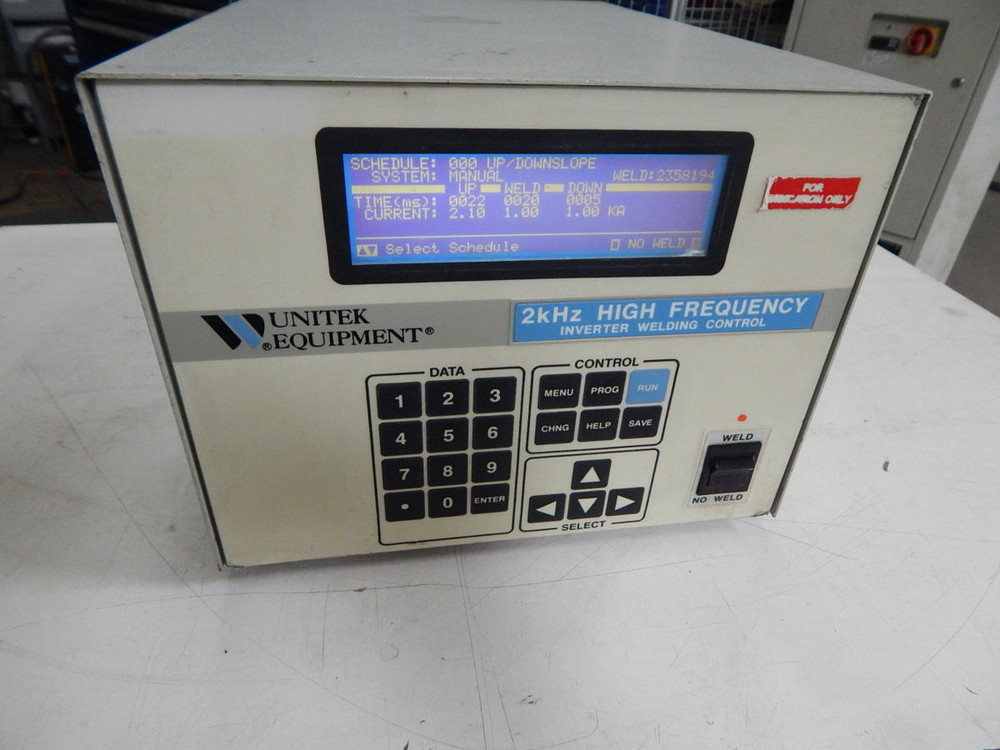 SCHEDULE: 000 UP/DOWNSLOPE
SYSTEM: MANUAL WELD:2358194
UP WELD DOWN
TIME(ms): 0022 0020 0005
CURRENT: 2.10 1.00 1.00 KA
▲▼ Select Schedule NO WELD
FOR
ONLY
UNITEK
®EQUIPMENT®
2kHz HIGH FREQUENCY
INVERTER WELDING CONTROL
DATA
1 2 3
4 5 6
7 8 9
• 0 ENTER
CONTROL
MENU PROG RUN
CHNG HELP SAVE
SELECT
WELD
NO WELD